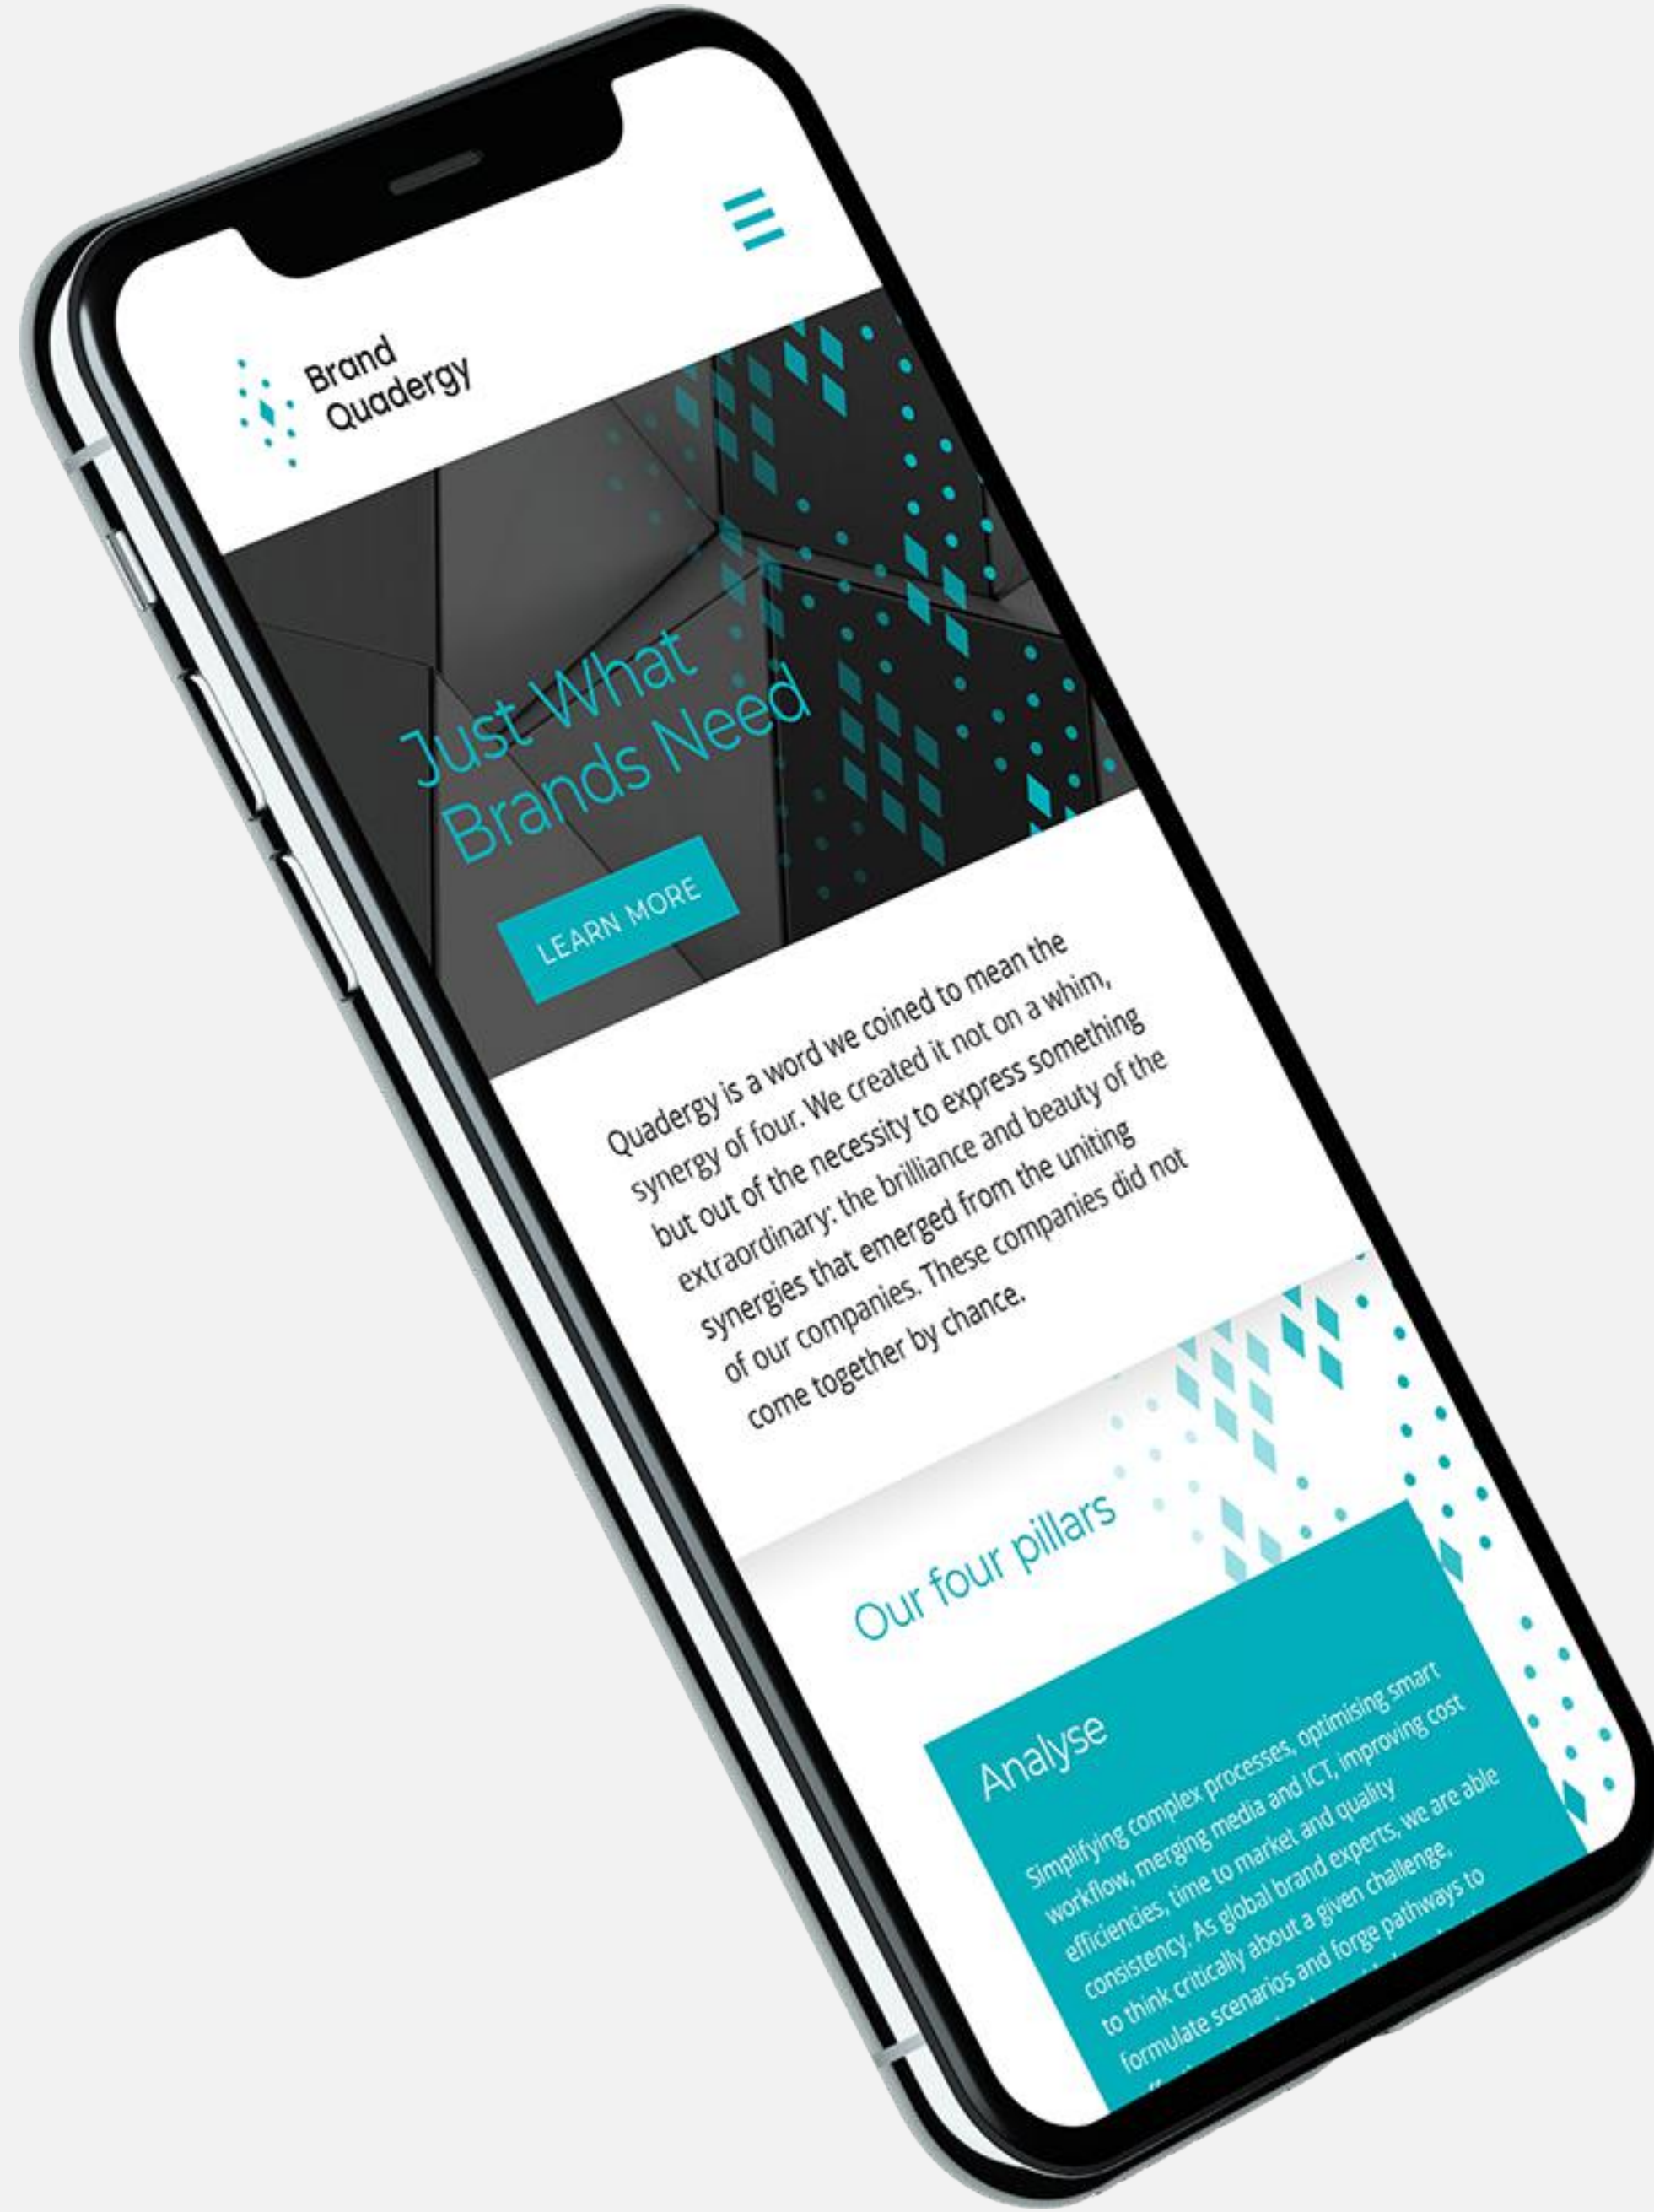 Brand
Quadergy
Just What
Brands Need
LEARN MORE
Quadergy is a word we coined to mean the
synergy of four. We created it not on a whim,
but out of the necessity to express something
extraordinary: the brilliance and beauty of the
synergies that emerged from the uniting
of our companies. These companies did not
come together by chance.
Our four pillars
Analyse
Simplifying complex processes, optimising smart
workflow, merging media and ICT, improving cost
efficiencies, time to market and quality
consistency. As global brand experts, we are able
to think critically about a given challenge,
formulate scenarios and forge pathways to